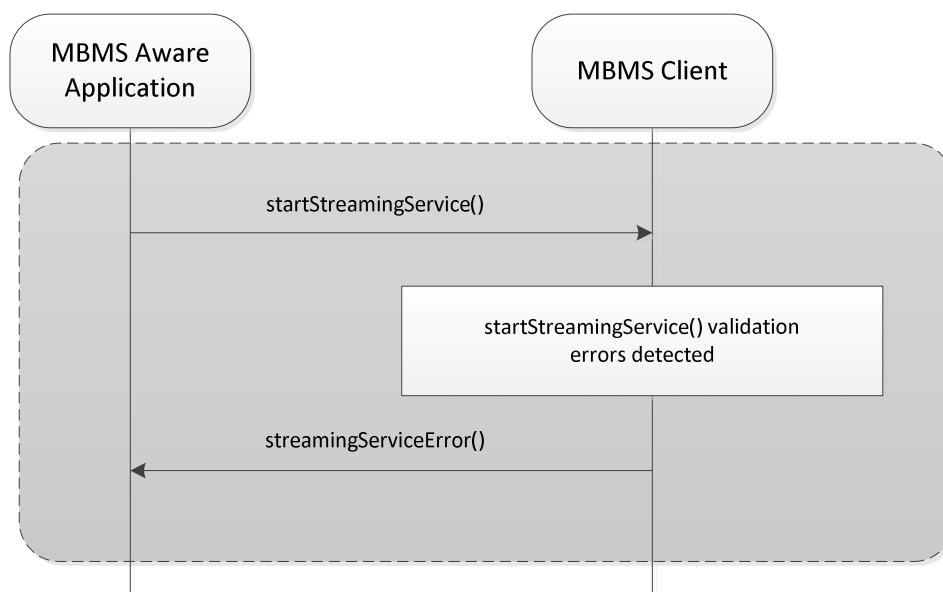 MBMS Aware
Application
MBMS Client
startStreamingService()
startStreamingService() validation
errors detected
streamingServiceError()